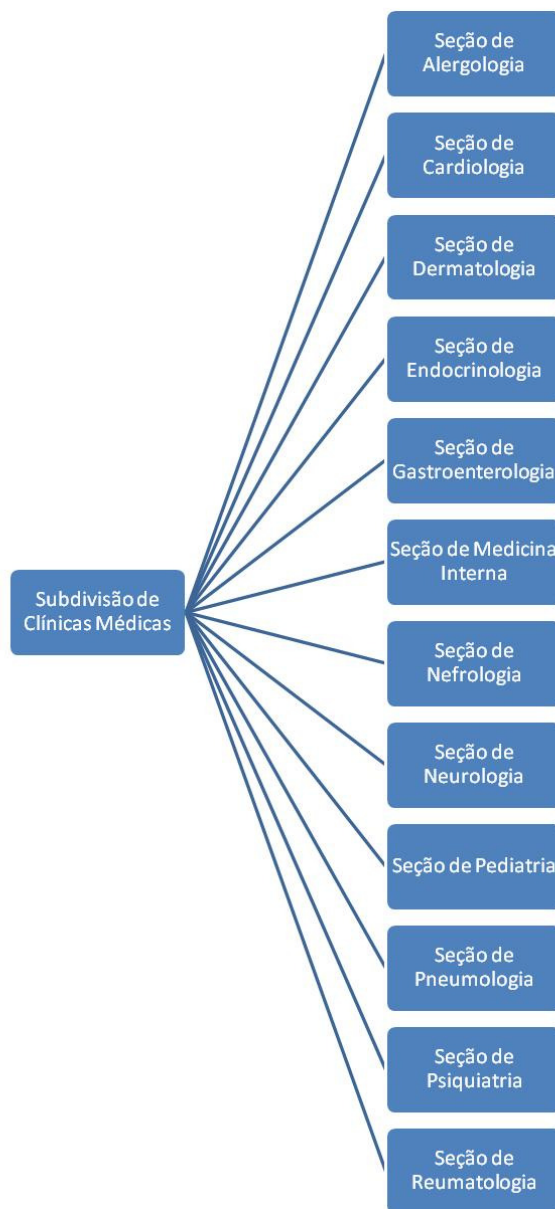 Seção de
Alergologia
Seção de
Cardiologia
Seção de
Dermatologia
Seção de
Endocrinologia
Seção de
Gastroenterologia
Seção de Medicina
Interna
Subdivisão de
Clínicas Médicas
Seção de
Nefrologia
Seção de
Neurologia
Seção de Pediatria
Seção de
Pneumologia
Seção de
Psiquiatria
Seção de
Reumatologia